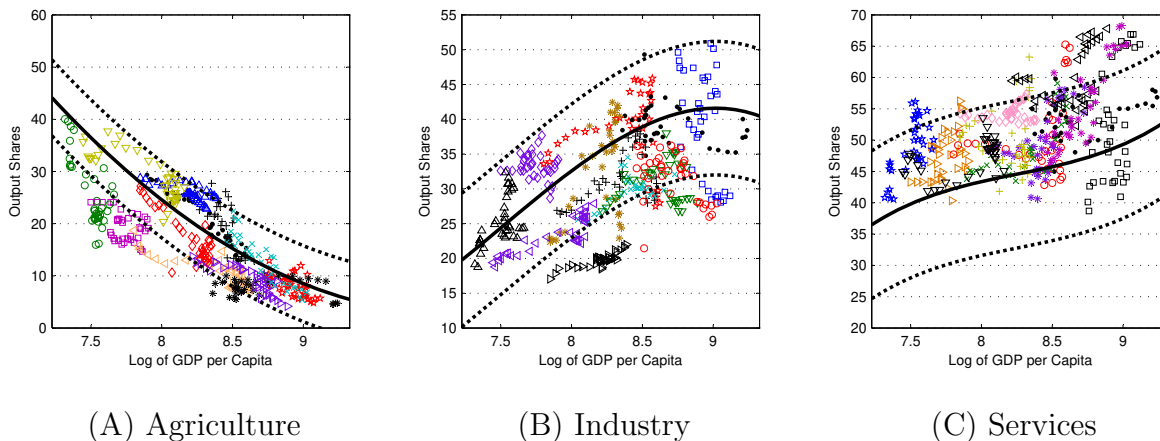 60
50
40
30
20
10
0
Output Shares
7.5 8 8.5 9
Log of GDP per Capita
(A) Agriculture
55
50
45
40
35
30
25
20
15
10
Output Shares
7.5 8 8.5 9
Log of GDP per Capita
(B) Industry
70
65
60
55
50
45
40
35
30
25
20
Output Shares
7.5 8 8.5 9
Log of GDP per Capita
(C) Services